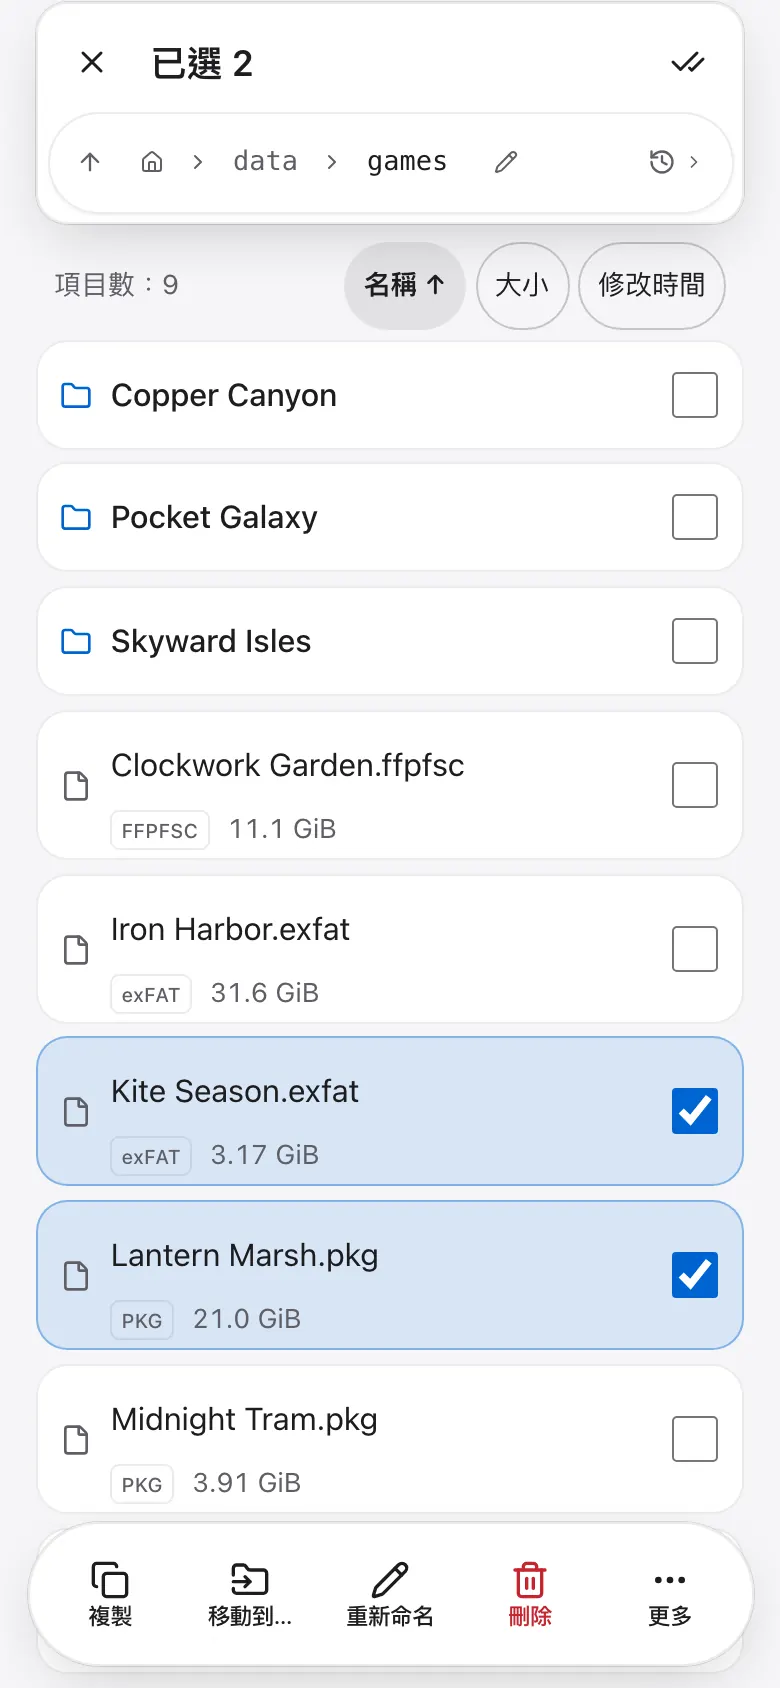 已選 2
data
games
項目數：9
名稱 ↑
大小
修改時間
Copper Canyon
Pocket Galaxy
Skyward Isles
Clockwork Garden.ffpfsc
FFPFSC 11.1 GiB
Iron Harbor.exfat
exFAT 31.6 GiB
Kite Season.exfat
exFAT 3.17 GiB
Lantern Marsh.pkg
PKG 21.0 GiB
Midnight Tram.pkg
PKG 3.91 GiB
複製
移動到...
重新命名
刪除
更多